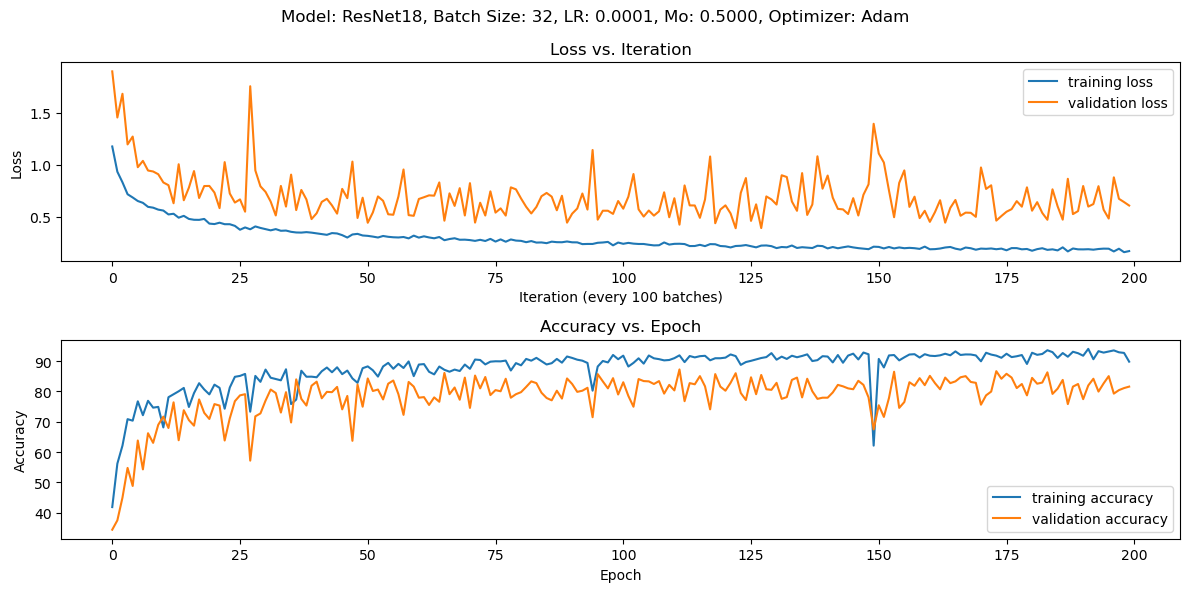 Model: ResNet18, Batch Size: 32, LR: 0.0001, Mo: 0.5000, Optimizer: Adam
Loss vs. Iteration
training loss
validation loss
Loss
1.5
1.0
0.5
0 25 50 75 100 125 150 175 200
Iteration (every 100 batches)
Accuracy vs. Epoch
Accuracy
90
80
70
60
50
40
training accuracy
validation accuracy
0 25 50 75 100 125 150 175 200
Epoch